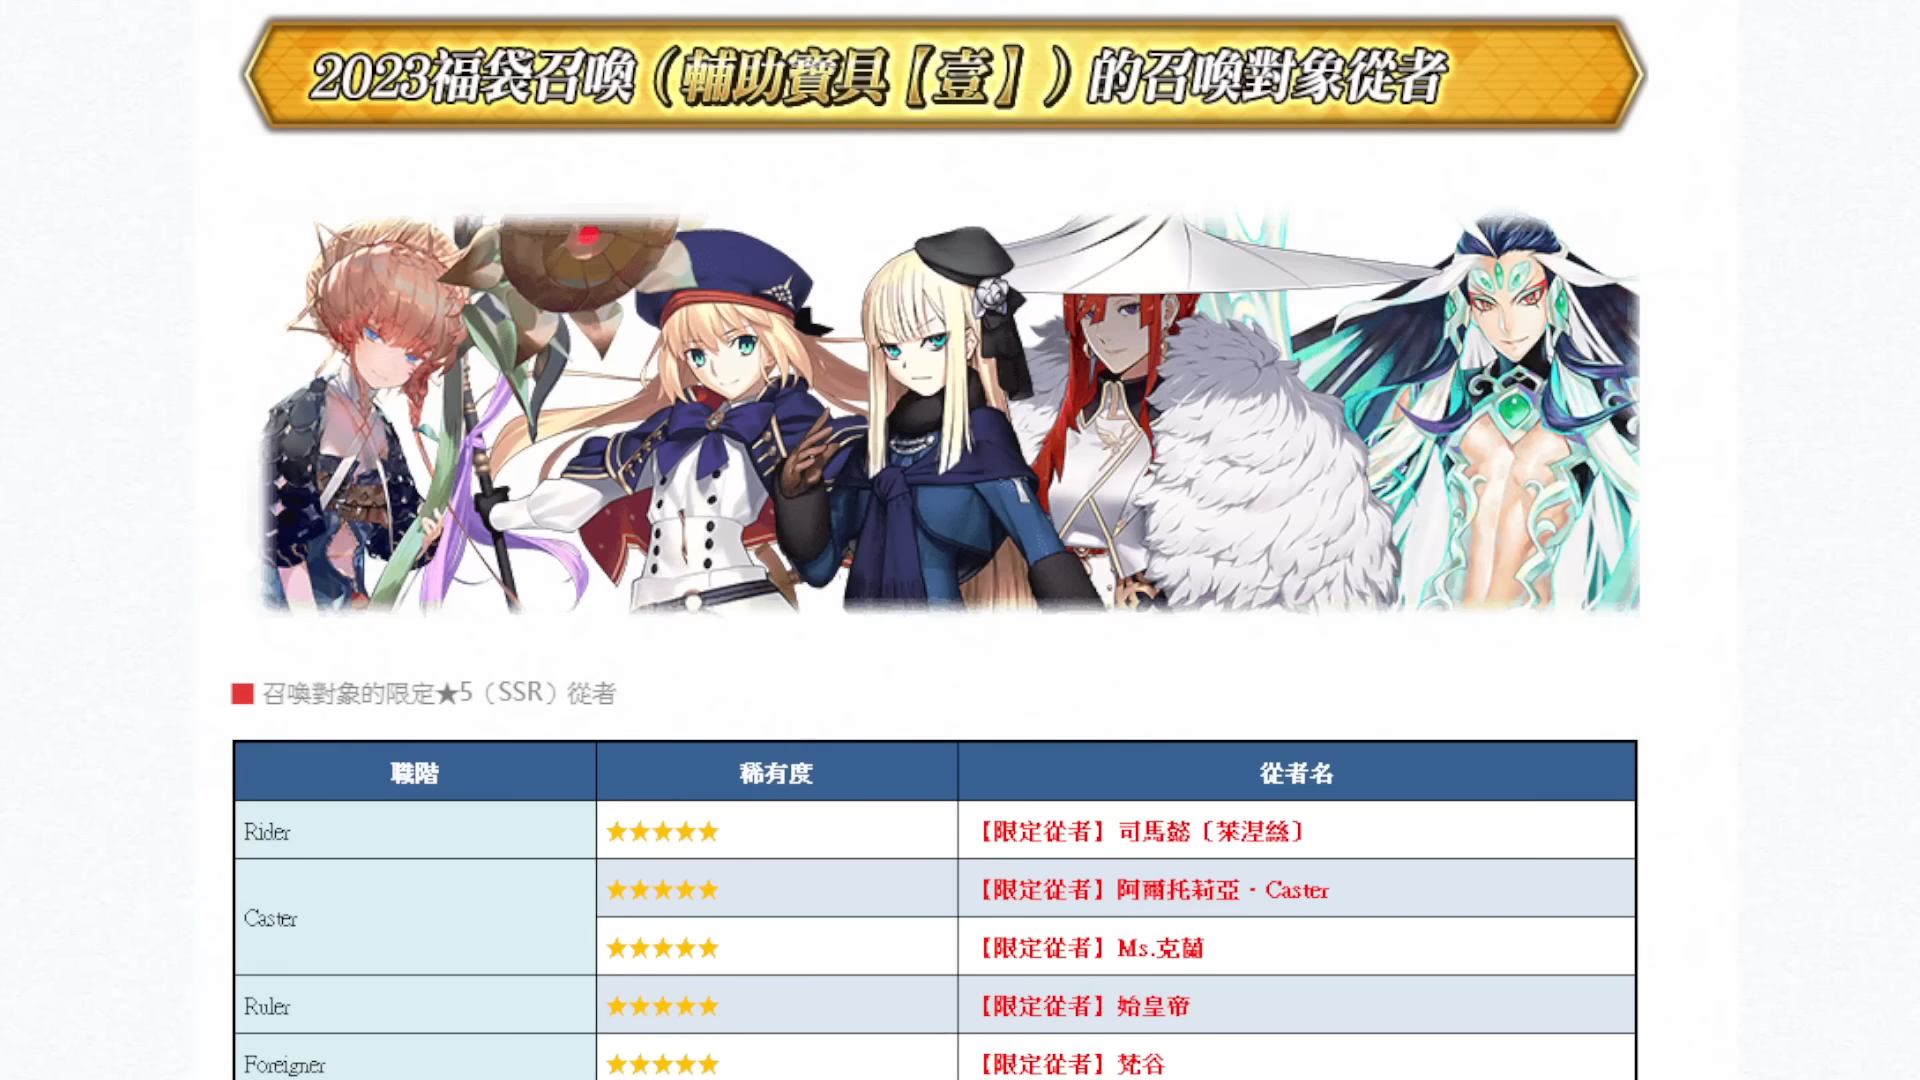 2023福袋召喚（輔助寶具【壹】）的召喚對象從者
召喚對象的限定★5（SSR）從者
職階 稀有度 從者名
Rider ★★★★★ 【限定從者】司馬懿〔萊涅絲〕
Caster ★★★★★ 【限定從者】阿爾托莉亞・Caster
★★★★★ 【限定從者】Ms.克蘭
Ruler ★★★★★ 【限定從者】始皇帝
Foreigner ★★★★★ 【限定從者】梵谷